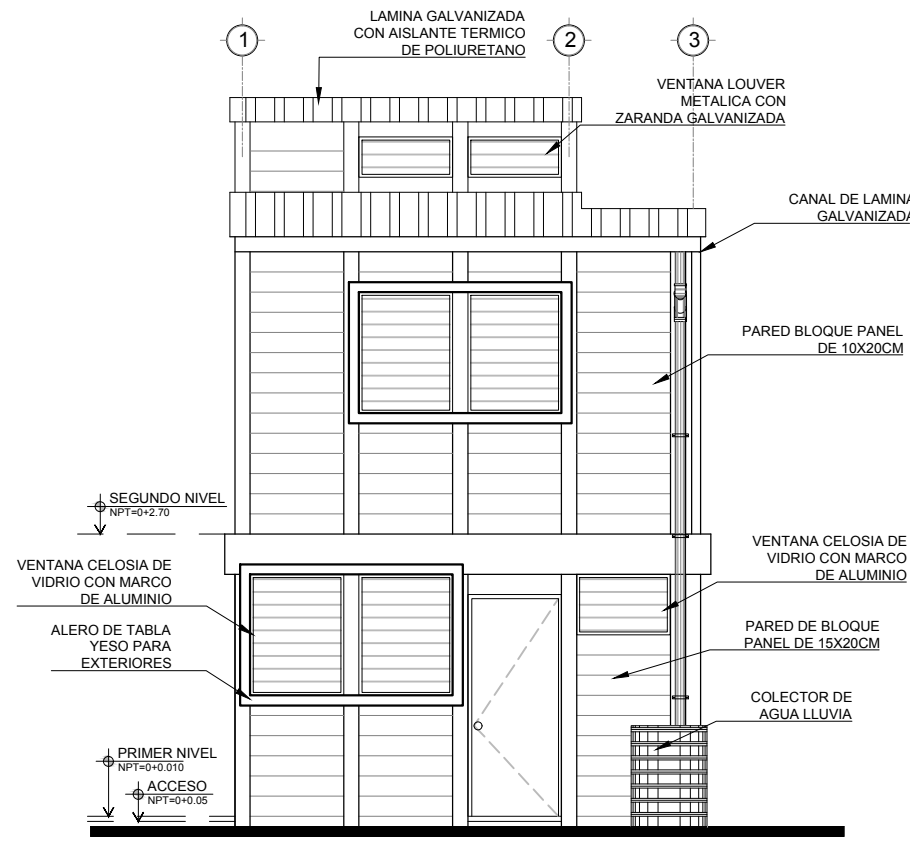 LAMINA GALVANIZADA
CON AISLANTE TERMICO
DE POLIURETANO
1
2
3
VENTANA LOUVER
METALICA CON
ZARANDA GALVANIZADA
CANAL DE LAMINA
GALVANIZADA
PARED BLOQUE PANEL
DE 10X20CM
SEGUNDO NIVEL
NPT=0+2.70
VENTANA CELOSIA DE
VIDRIO CON MARCO
DE ALUMINIO
ALERO DE TABLA
YESO PARA
EXTERIORES
VENTANA CELOSIA DE
VIDRIO CON MARCO
DE ALUMINIO
PARED DE BLOQUE
PANEL DE 15X20CM
COLECTOR DE
AGUA LLUVIA
PRIMER NIVEL
NPT=0+0.010
ACCESO
NPT=0+0.05